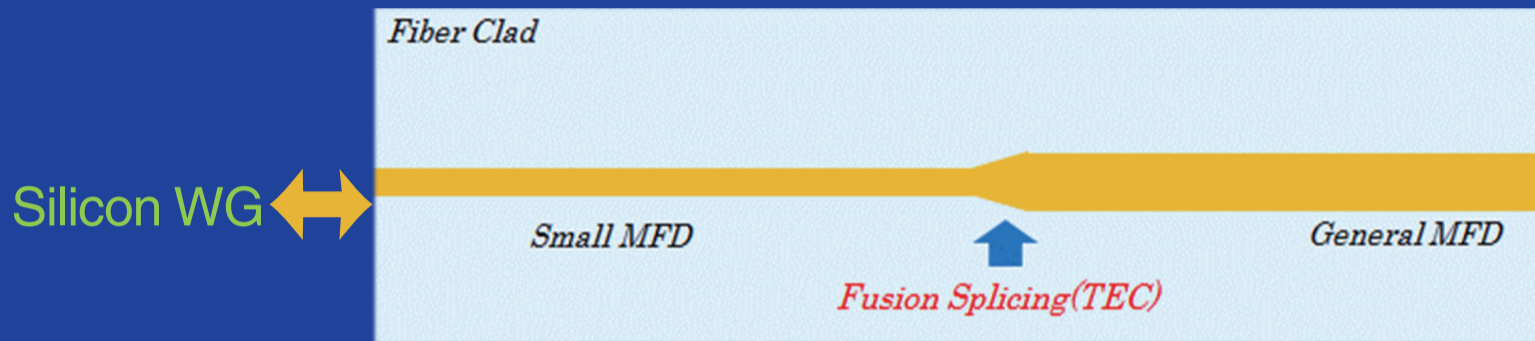 Fiber Clad
Silicon WG
Small MFD
General MFD
Fusion Splicing(TEC)